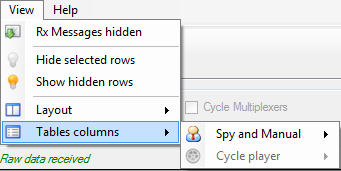 View Help
Rx Messages hidden
Hide selected rows
Show hidden rows
Layout
Cycle Multiplexers
Tables columns
Spy and Manual
Cycle player
Raw data received